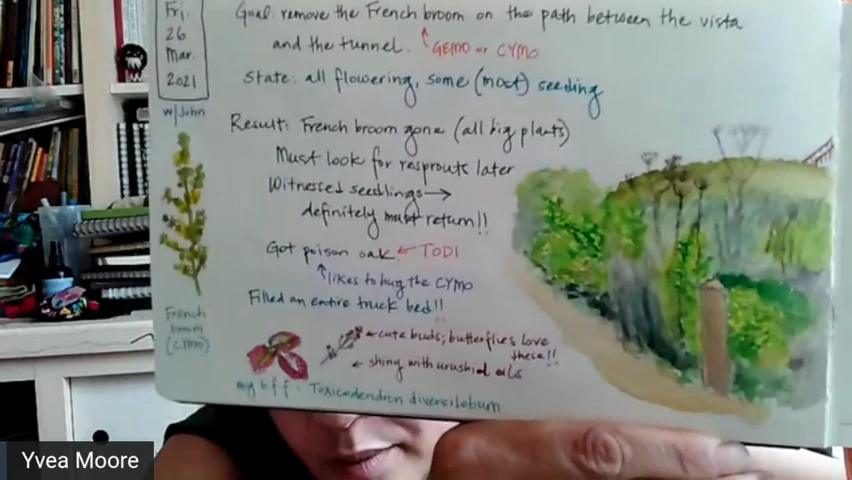 Fri.
26
Mar.
2021
w/John
Goal: remove the French broom on the path between the vista
and the tunnel. GEMO or CYMO
State: all flowering, some (most) seeding
Result: French broom gone (all big plants)
Must look for resprouts later
Witnessed seedlings →
definitely must return!!
Got poison oak ← TODI
likes to hug the CYMO
Filled an entire truck bed!!
← cute buds; butterflies love
these!!
← shiny with urushiol oils
my bff · Toxicodendron diversilobum
French
broom
(CYMO)
Yvea Moore